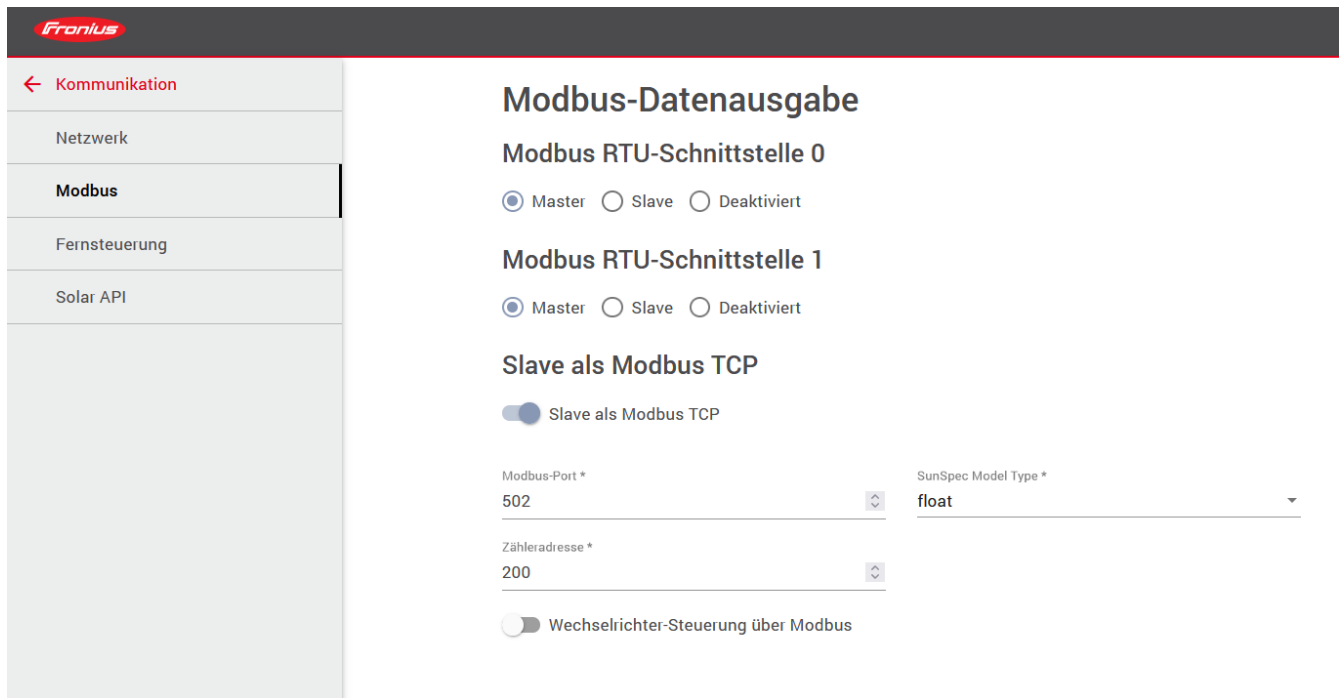 Fronius
Kommunikation
Netzwerk
Modbus
Fernsteuerung
Solar API
Modbus-Datenausgabe
Modbus RTU-Schnittstelle 0
Master Slave Deaktiviert
Modbus RTU-Schnittstelle 1
Master Slave Deaktiviert
Slave als Modbus TCP
Slave als Modbus TCP
Modbus-Port * SunSpec Model Type *
502 float
Zähleradresse *
200
Wechselrichter-Steuerung über Modbus